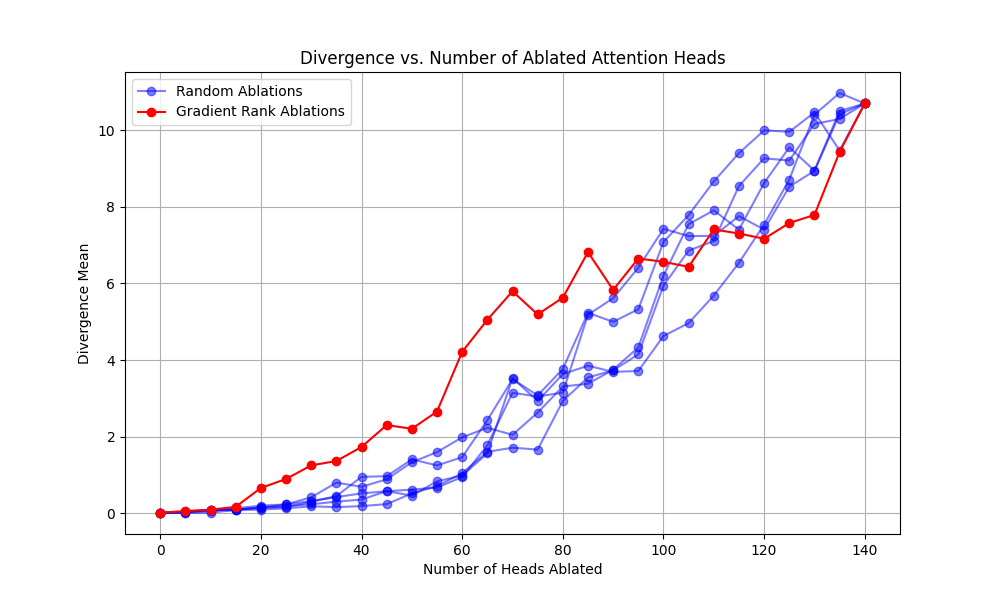 Divergence vs. Number of Ablated Attention Heads
Random Ablations
Gradient Rank Ablations
Divergence Mean
10
8
6
4
2
0
0 20 40 60 80 100 120 140
Number of Heads Ablated